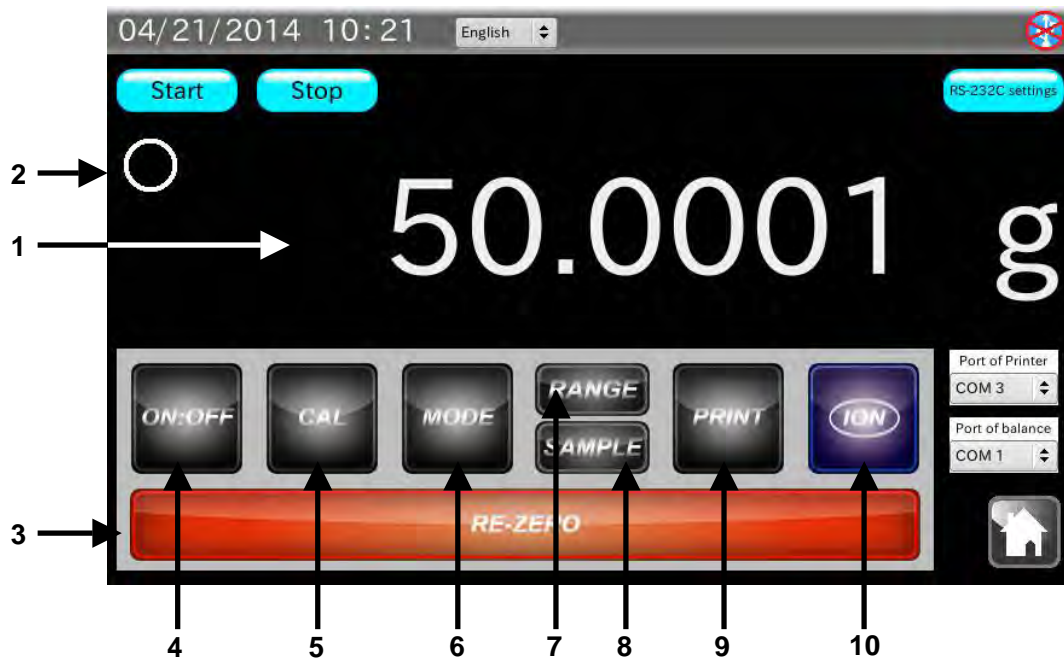 04/21/2014 10:21 English
Start Stop RS-232C settings
2
1
50.0001 g
ON:OFF CAL MODE RANGE PRINT ION
SAMPLE
Port of Printer
COM 3
Port of balance
COM 1
3
RE-ZERO
4 5 6 7 8 9 10